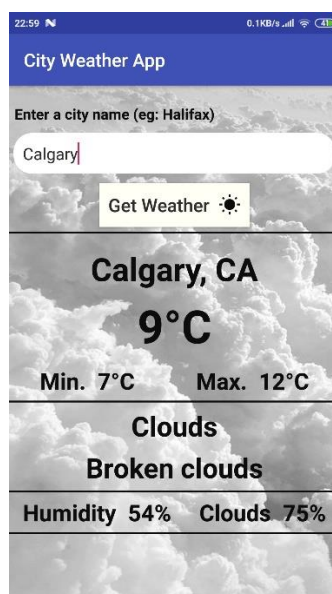 22:59 0.1KB/s 41
City Weather App
Enter a city name (eg: Halifax)
Calgary
Get Weather
Calgary, CA
9°C
Min. 7°C Max. 12°C
Clouds
Broken clouds
Humidity 54% Clouds 75%